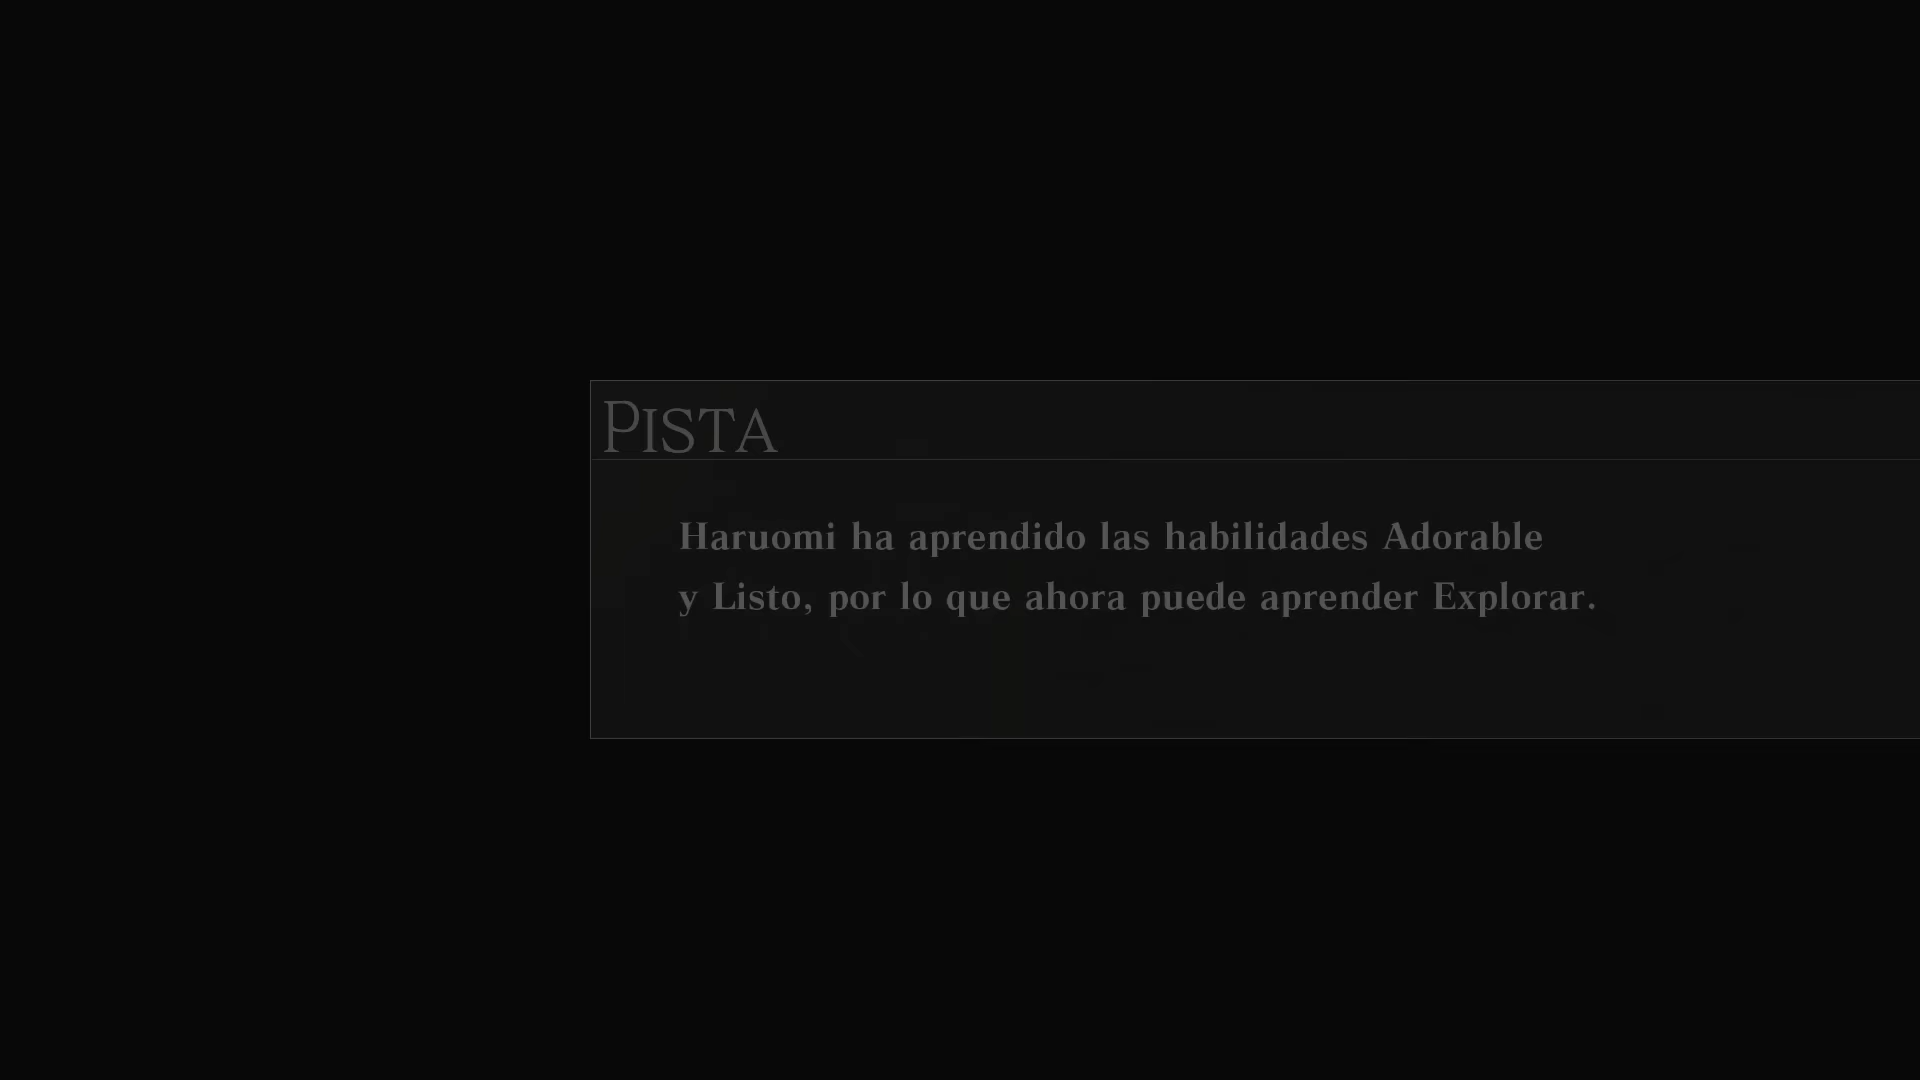 PISTA
Haruomi ha aprendido las habilidades Adorable
y Listo, por lo que ahora puede aprender Explorar.